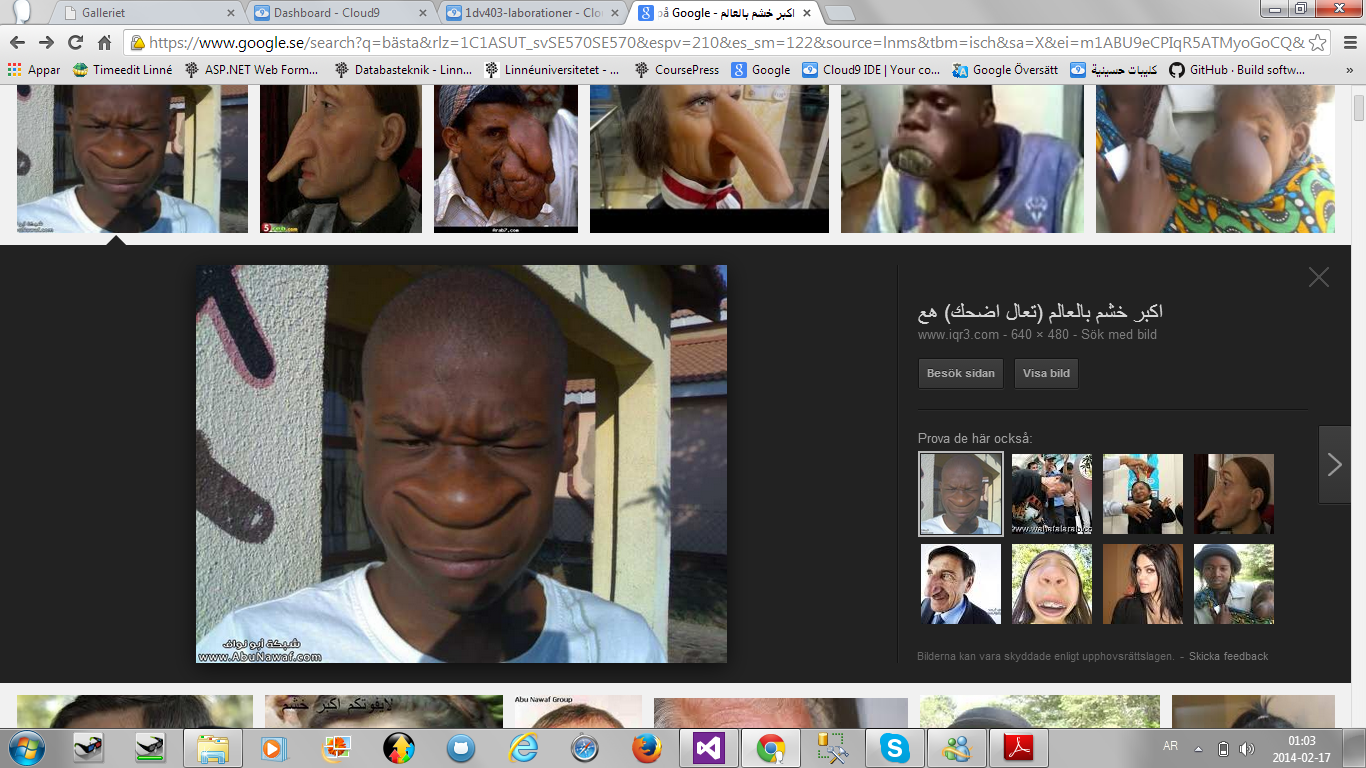 Galleriet
Dashboard - Cloud9
1dv403-laborationer - Clo
اكبر خشم بالعالم - Google på
https://www.google.se/search?q=bästa&rlz=1C1ASUT_svSE570SE570&espv=210&es_sm=122&source=lnms&tbm=isch&sa=X&ei=m1ABU9eCPIqR5ATMyoGoCQ&
Appar
Timeedit Linné
ASP.NET Web Form...
Databasteknik - Linn...
Linnéuniversitetet - ...
CoursePress
Google
Cloud9 IDE | Your co...
Google Översätt
كليبات حسينية
GitHub · Build softw...
»
Arab7.com
اكبر خشم بالعالم (تعال اضحك) هع
www.iqr3.com - 640 × 480 - Sök med bild
Besök sidan
Visa bild
Prova de här också:
شبكة أبو نواف
www.AbuNawaf.com
Bilderna kan vara skyddade enligt upphovsrättslagen. - Skicka feedback
لايفوتكم اكبر خشم
Abu Nawaf Group
AR
01:03
2014-02-17